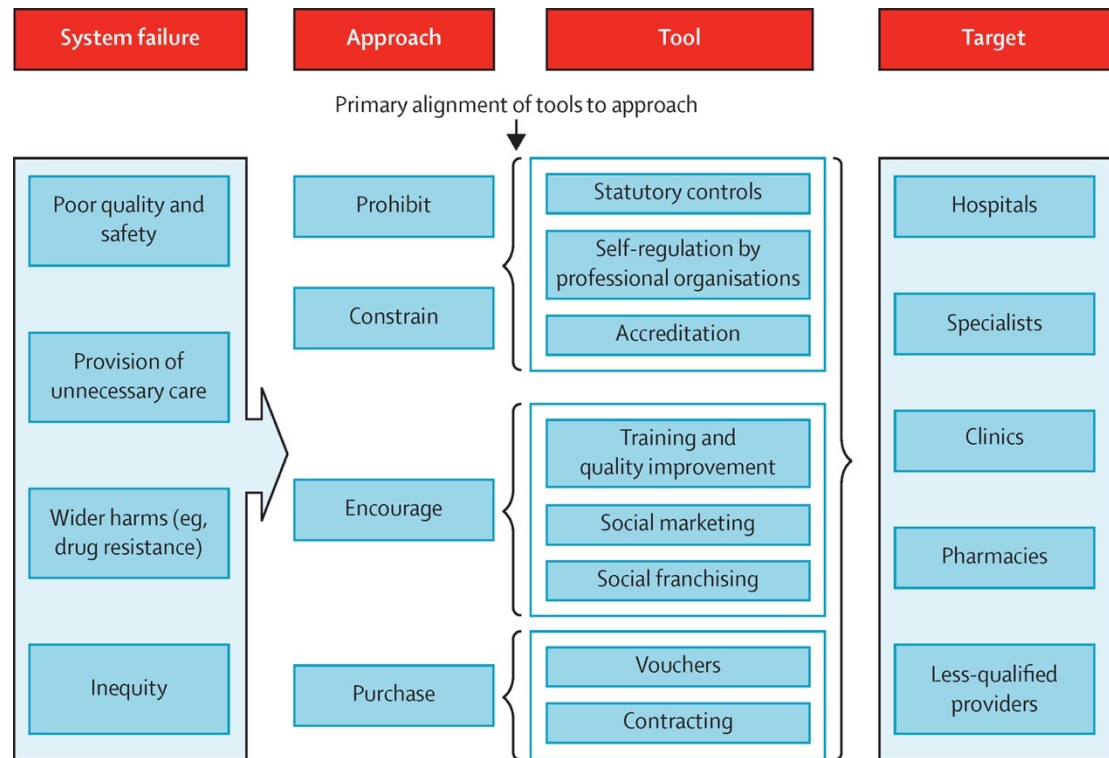 System failure
Approach
Tool
Target
Primary alignment of tools to approach
Poor quality and
safety
Provision of
unnecessary care
Wider harms (eg,
drug resistance)
Inequity
Prohibit
Constrain
Encourage
Purchase
Statutory controls
Self-regulation by
professional organisations
Accreditation
Training and
quality improvement
Social marketing
Social franchising
Vouchers
Contracting
Hospitals
Specialists
Clinics
Pharmacies
Less-qualified
providers